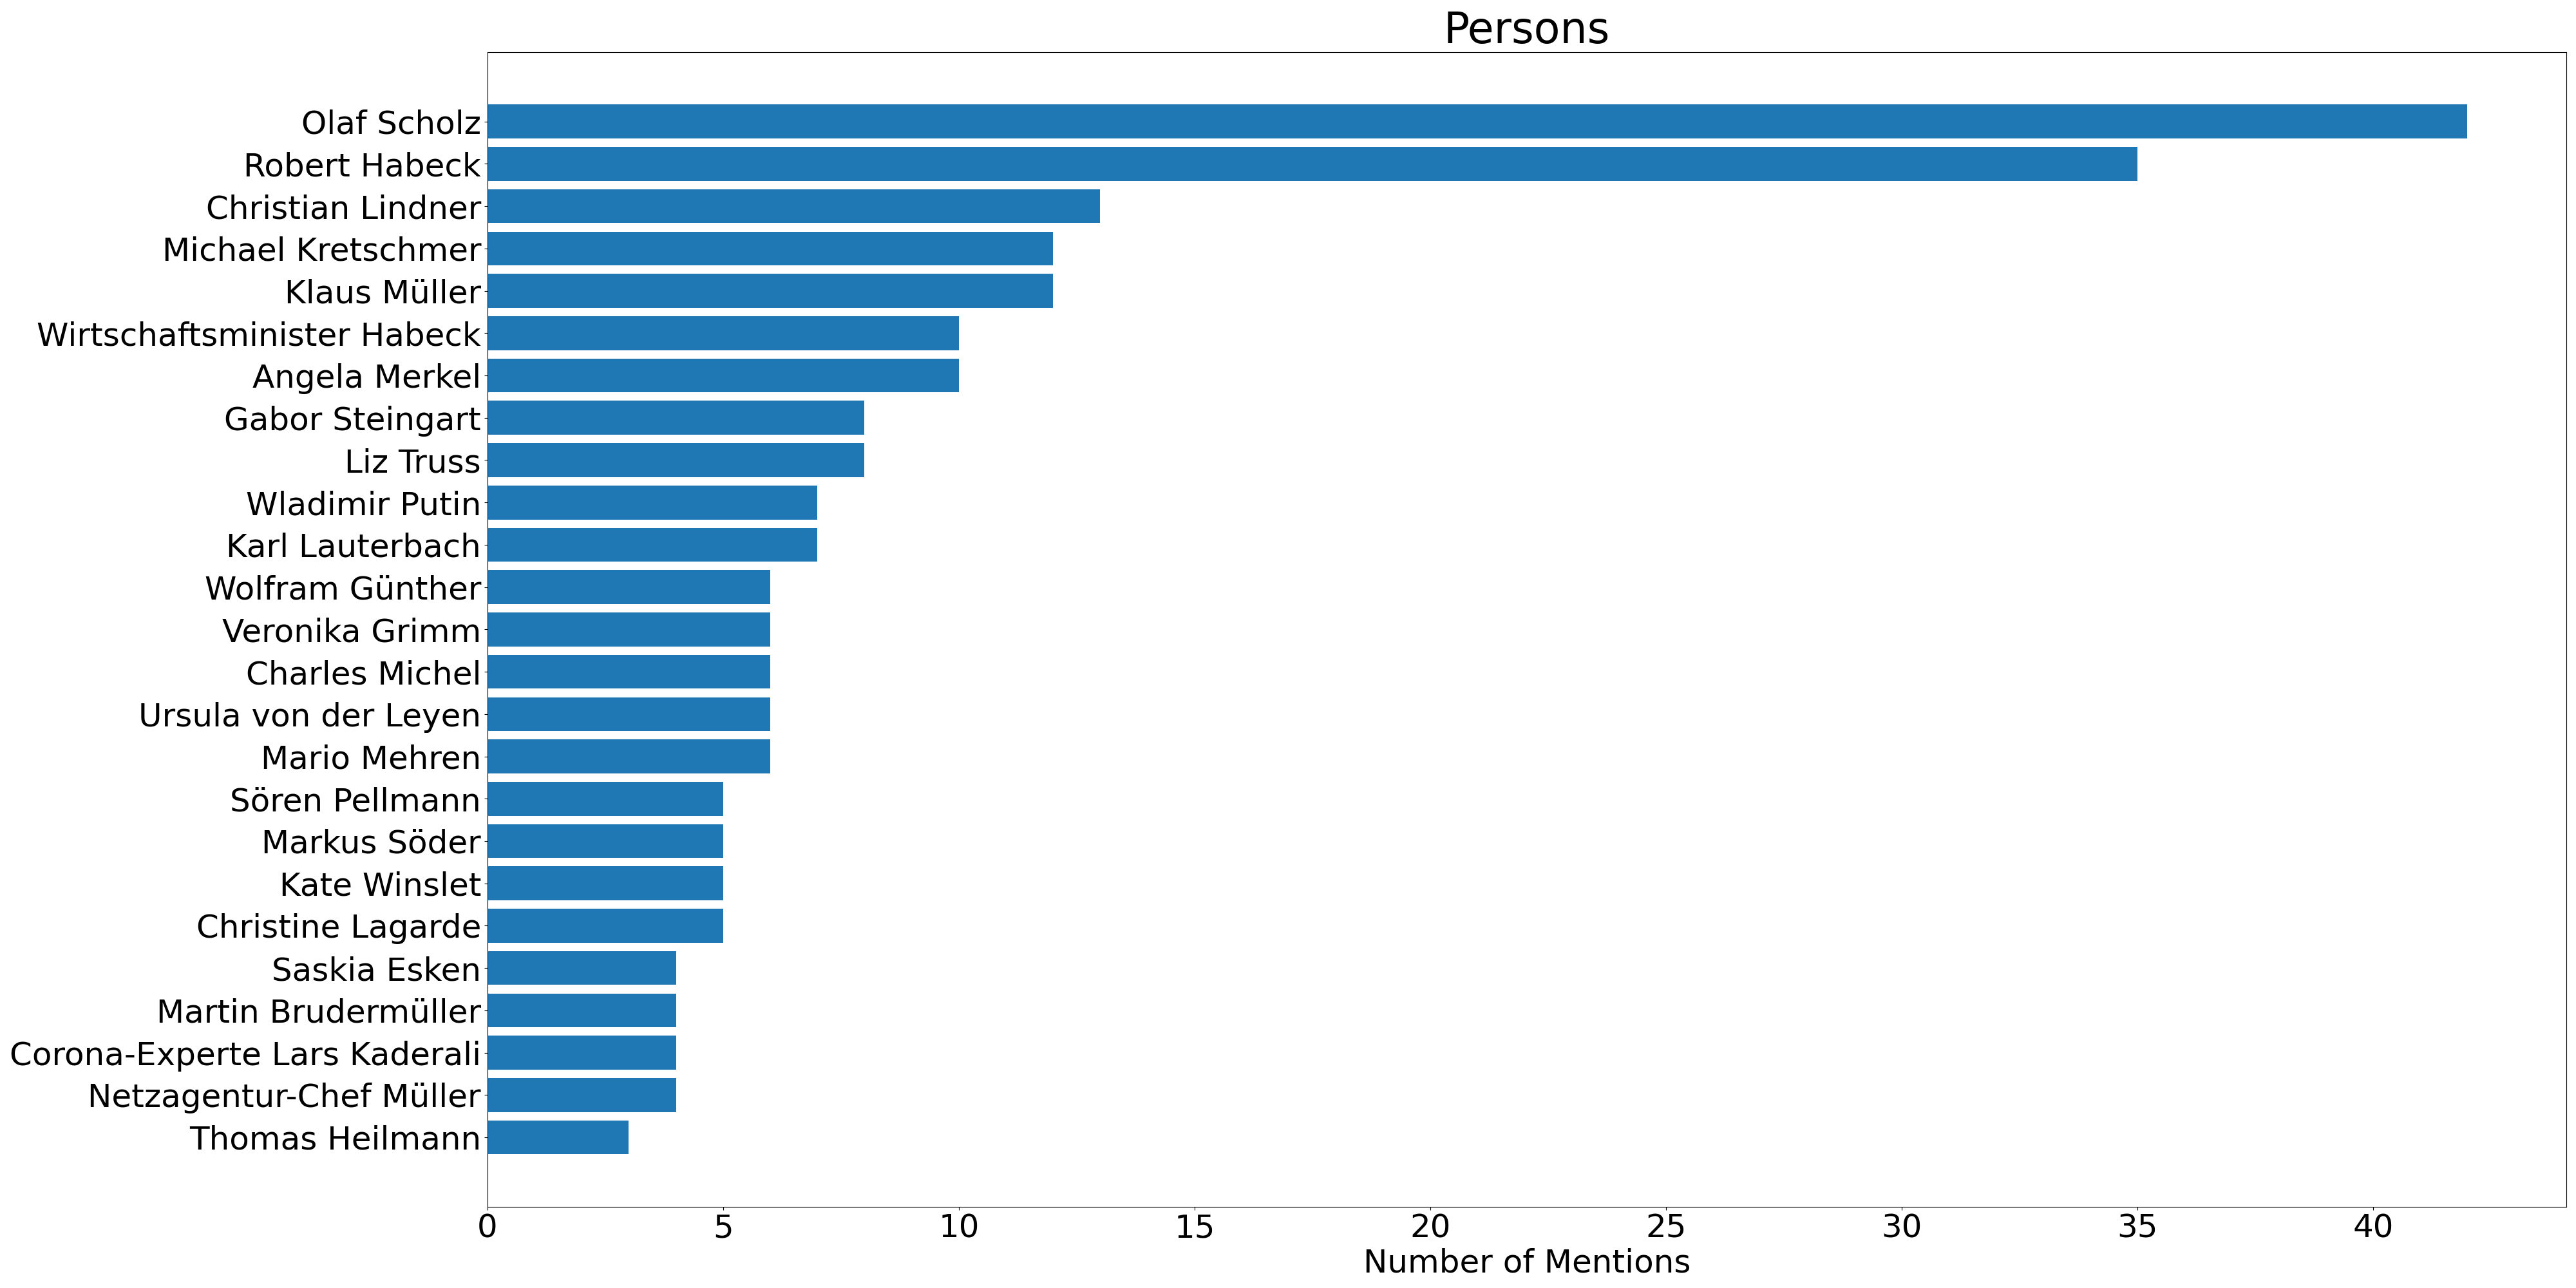 Persons
Olaf Scholz
Robert Habeck
Christian Lindner
Michael Kretschmer
Klaus Müller
Wirtschaftsminister Habeck
Angela Merkel
Gabor Steingart
Liz Truss
Wladimir Putin
Karl Lauterbach
Wolfram Günther
Veronika Grimm
Charles Michel
Ursula von der Leyen
Mario Mehren
Sören Pellmann
Markus Söder
Kate Winslet
Christine Lagarde
Saskia Esken
Martin Brudermüller
Corona-Experte Lars Kaderali
Netzagentur-Chef Müller
Thomas Heilmann
0 5 10 15 20 25 30 35 40
Number of Mentions